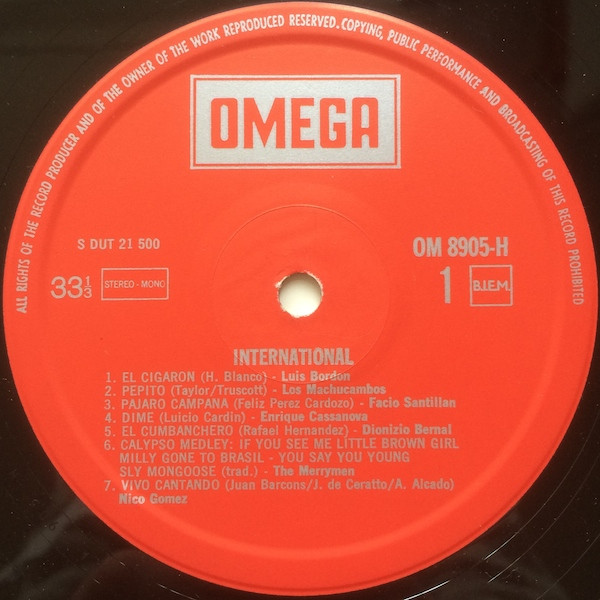 ALL RIGHTS OF THE RECORD PRODUCER AND OF THE OWNER OF THE WORK REPRODUCED RESERVED. COPYING, PUBLIC PERFORMANCE AND BROADCASTING OF THIS RECORD PROHIBITED
OMEGA
S DUT 21 500
OM 8905-H
33 1/3
STEREO - MONO
1
B.I.E.M.
INTERNATIONAL
1. EL CIGARON (H. Blanco) - Luis Bordon
2. PEPITO (Taylor/Truscott) - Los Machucambos
3. PAJARO CAMPANA (Feliz Perez Cardozo) - Facio Santillan
4. DIME (Luicio Cardin) - Enrique Cassanova
5. EL CUMBANCHERO (Rafael Hernandez) - Dionizio Bernal
6. CALYPSO MEDLEY: IF YOU SEE ME LITTLE BROWN GIRL
MILLY GONE TO BRASIL - YOU SAY YOU YOUNG
SLY MONGOOSE (trad.) - The Merrymen
7. VIVO CANTANDO (Juan Barcons/J. de Ceratto/A. Alcado)
Nico Gomez